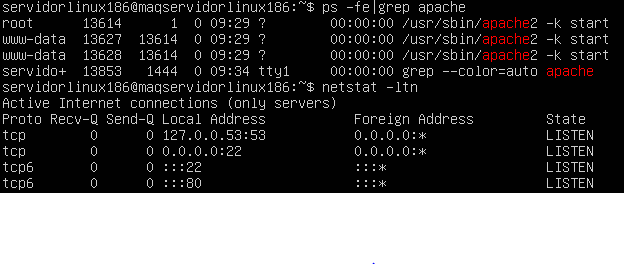 servidorlinux186@maqservidorlinux186:~$ ps -fe|grep apache
root 13614 1 0 09:29 ? 00:00:00 /usr/sbin/apache2 -k start
www-data 13627 13614 0 09:29 ? 00:00:00 /usr/sbin/apache2 -k start
www-data 13628 13614 0 09:29 ? 00:00:00 /usr/sbin/apache2 -k start
servido+ 13853 1444 0 09:34 tty1 00:00:00 grep --color=auto apache
servidorlinux186@maqservidorlinux186:~$ netstat -ltn
Active Internet connections (only servers)
Proto Recv-Q Send-Q Local Address Foreign Address State
tcp 0 0 127.0.0.53:53 0.0.0.0:* LISTEN
tcp 0 0 0.0.0.0:22 0.0.0.0:* LISTEN
tcp6 0 0 :::22 :::* LISTEN
tcp6 0 0 :::80 :::* LISTEN